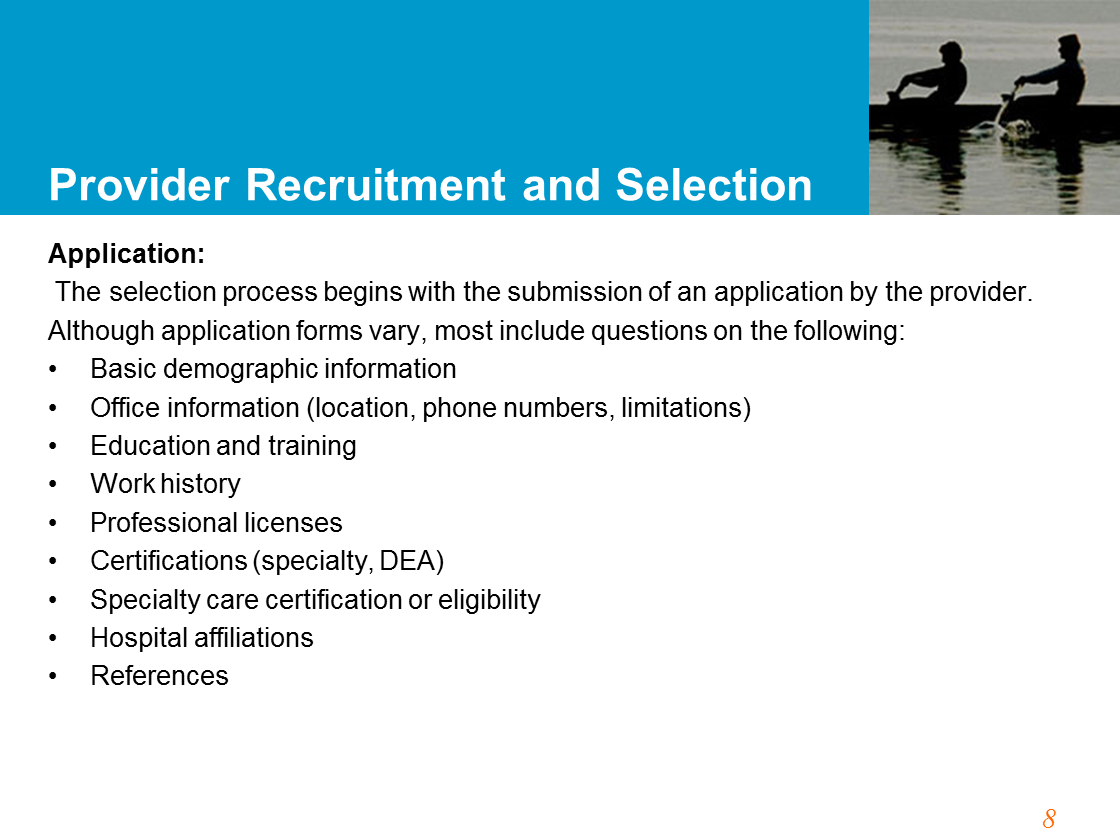 Provider Recruitment and Selection
Application:
The selection process begins with the submission of an application by the provider.
Although application forms vary, most include questions on the following:
• Basic demographic information
• Office information (location, phone numbers, limitations)
• Education and training
• Work history
• Professional licenses
• Certifications (specialty, DEA)
• Specialty care certification or eligibility
• Hospital affiliations
• References
8